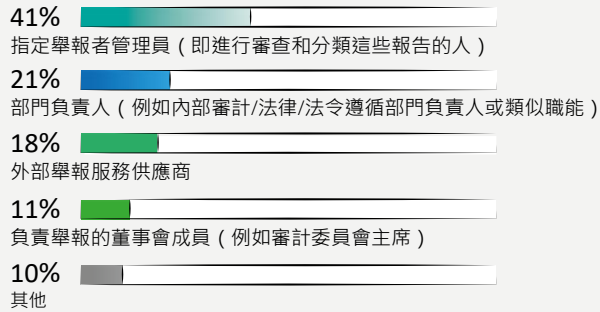 41%
指定舉報者管理員（即進行審查和分類這些報告的人）
21%
部門負責人（例如內部審計/法律/法令遵循部門負責人或類似職能）
18%
外部舉報服務供應商
11%
負責舉報的董事會成員（例如審計委員會主席）
10%
其他